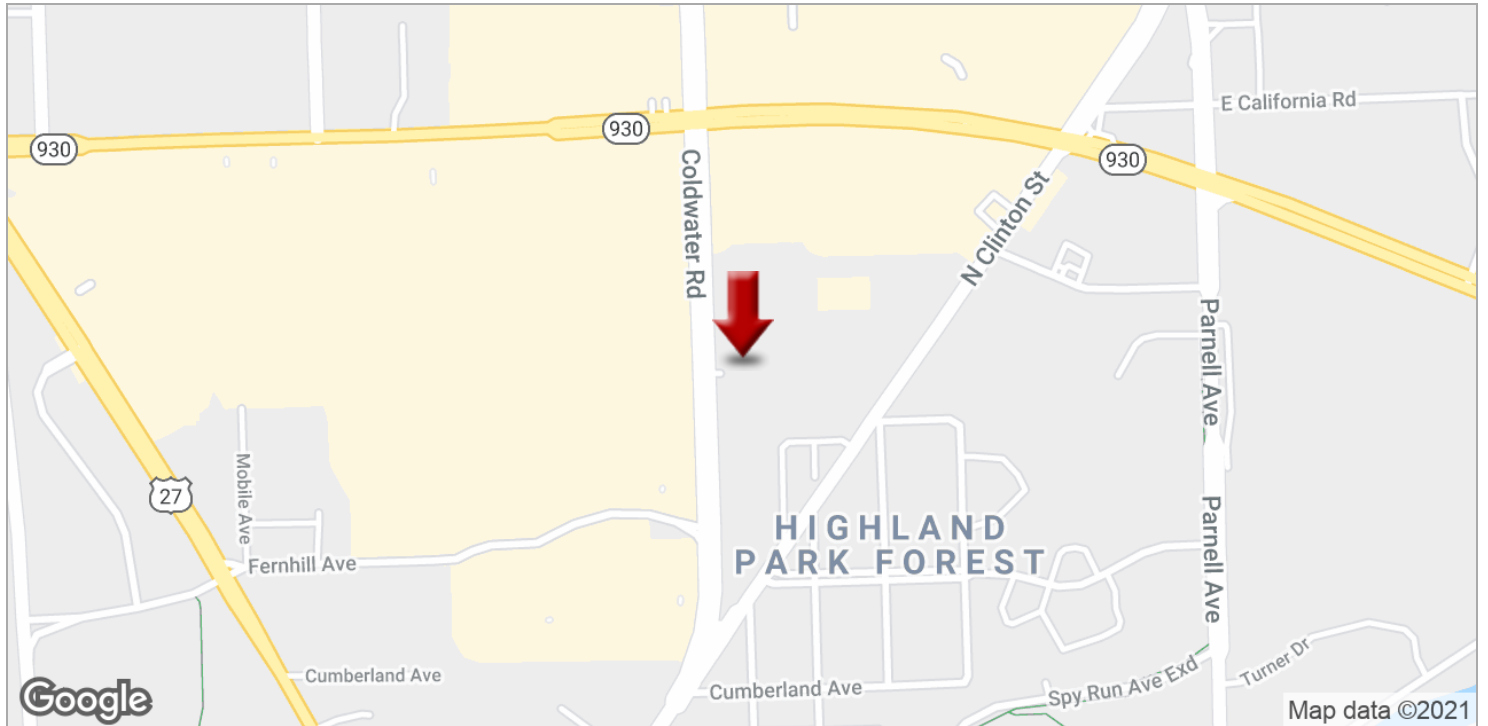 E California Rd
930
930
930
Coldwater Rd
N Clinton St
Parnell Ave
27
Mobile Ave
HIGHLAND
PARK FOREST
Parnell Ave
Fernhill Ave
Cumberland Ave
Cumberland Ave
Spy Run Ave Exd
Turner Dr
Google
Map data ©2021